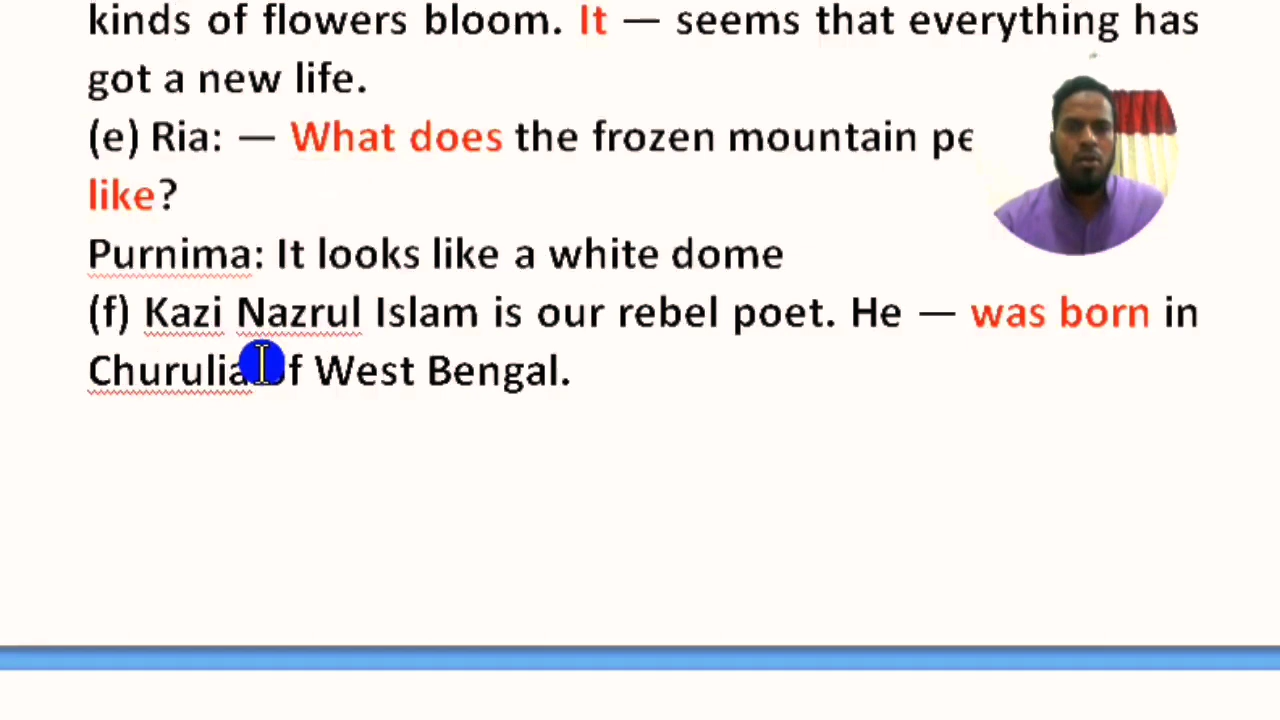 kinds of flowers bloom. It — seems that everything has
got a new life.
(e) Ria: — What does the frozen mountain
like?
Purnima: It looks like a white dome
(f) Kazi Nazrul Islam is our rebel poet. He — was born in
Churulia of West Bengal.